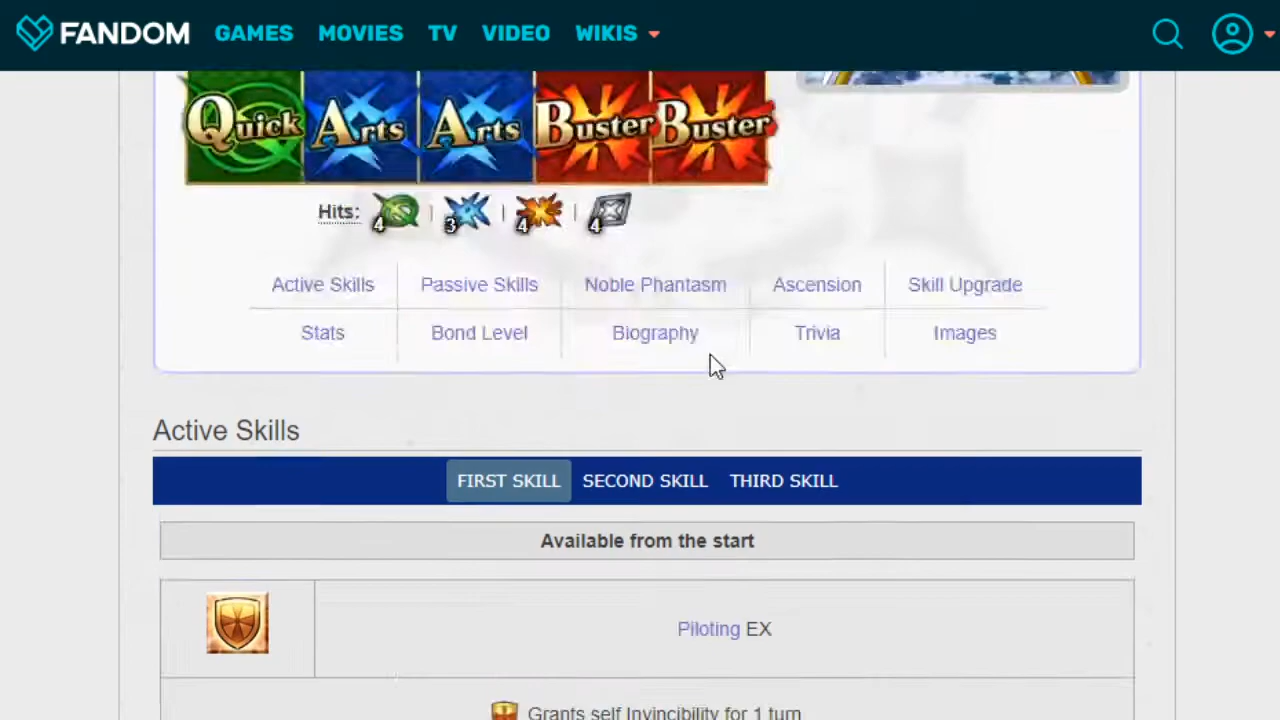 FANDOM GAMES MOVIES TV VIDEO WIKIS
Quick Arts Arts Buster Buster
Hits: 4 3 4 4
Active Skills Passive Skills Noble Phantasm Ascension Skill Upgrade
Stats Bond Level Biography Trivia Images
Active Skills
FIRST SKILL SECOND SKILL THIRD SKILL
Available from the start
Piloting EX
Grants self Invincibility for 1 turn